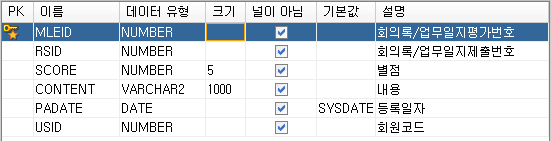 PK 이름 데이터 유형 크기 널이 아님 기본값 설명
MLEID NUMBER 회의록/업무일지평가번호
RSID NUMBER 회의록/업무일지제출번호
SCORE NUMBER 5 별점
CONTENT VARCHAR2 1000 내용
PADATE DATE SYSDATE 등록일자
USID NUMBER 회원코드